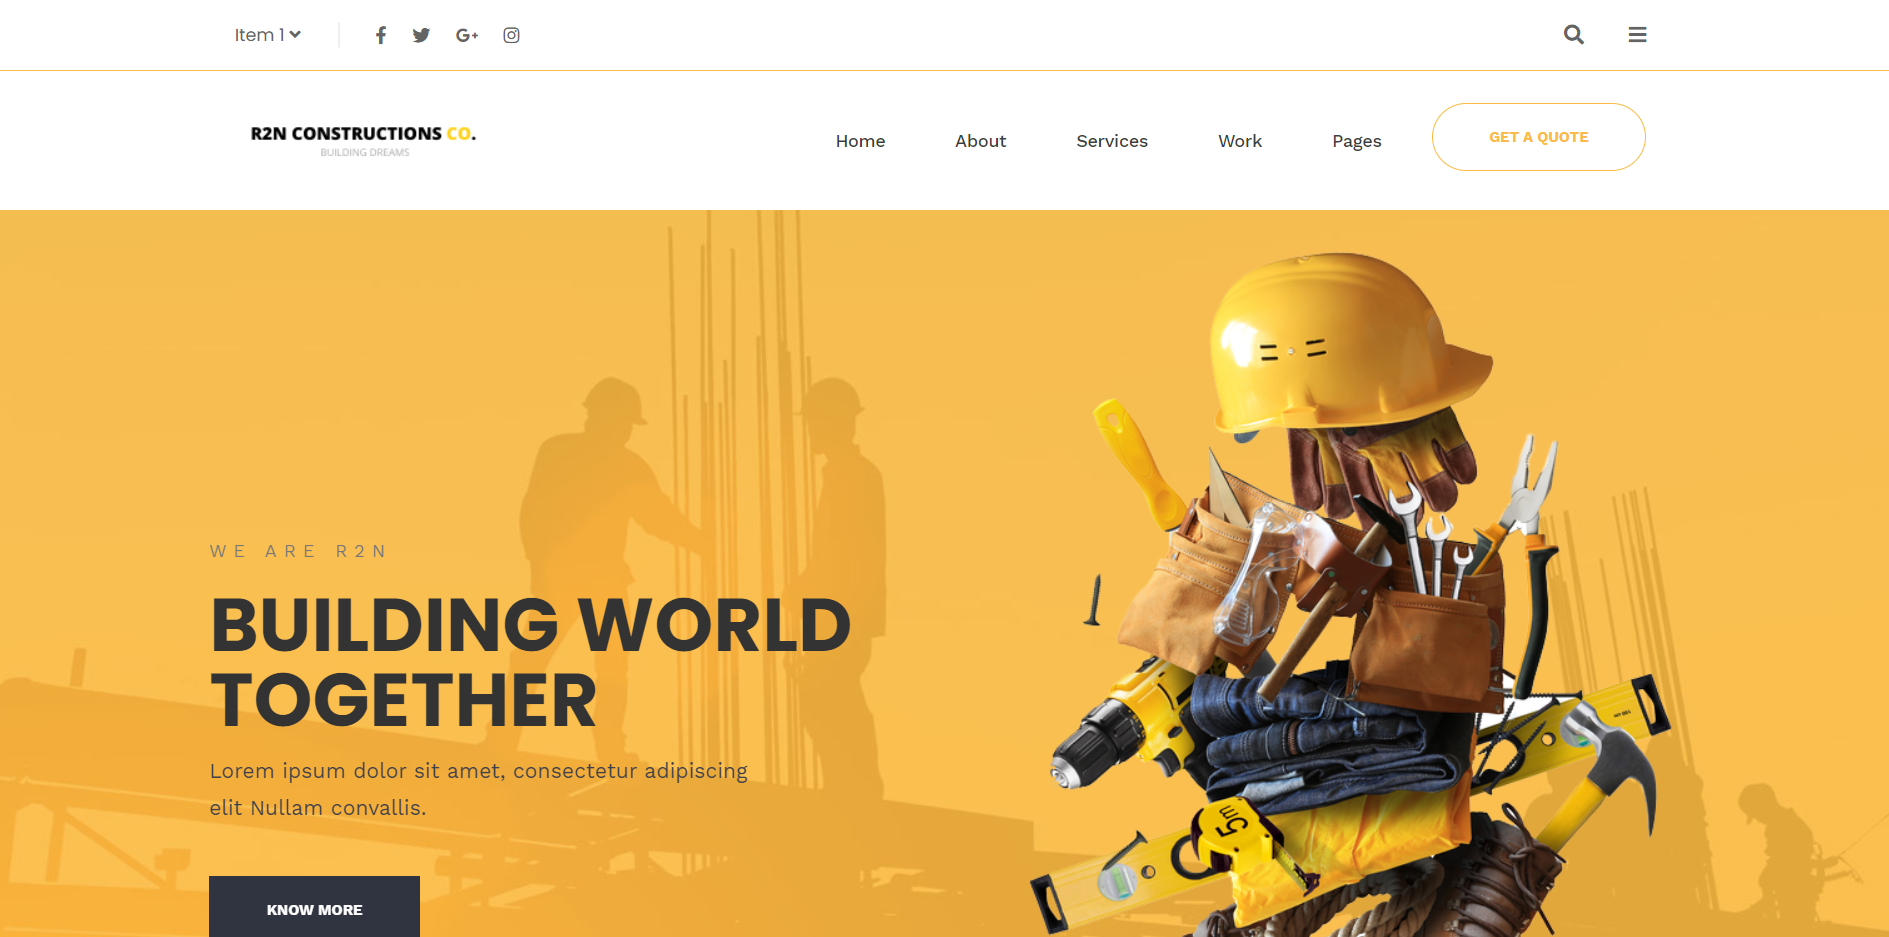 Item 1
R2N CONSTRUCTIONS CO.
BUILDING DREAMS
Home
About
Services
Work
Pages
GET A QUOTE
WE ARE R2N
BUILDING WORLD
TOGETHER
Lorem ipsum dolor sit amet, consectetur adipiscing
elit Nullam convallis.
KNOW MORE
5m